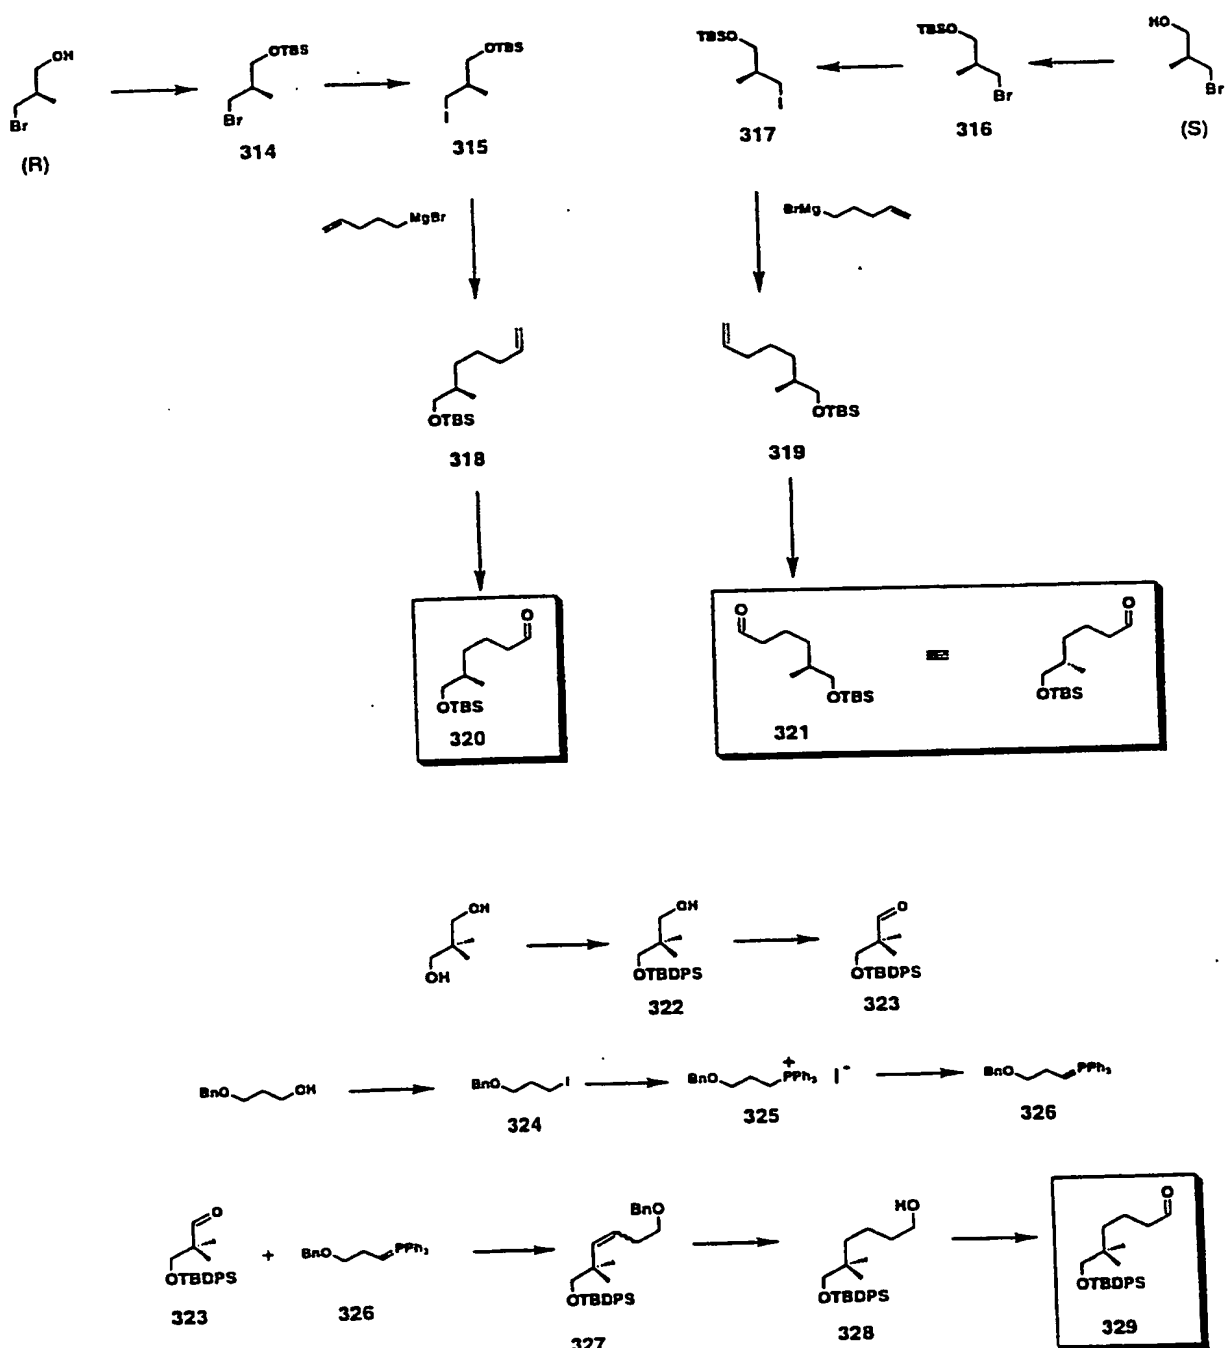 OH
Br
(R)
OTBS
Br
314
OTBS
I
315
TBSO
I
317
TBSO
Br
316
HO
Br
(S)
MgBr
BrMg
OTBS
318
OTBS
319
O
OTBS
320
O
OTBS
321
≡
O
OTBS
OH
OH
OH
OTBDPS
322
O
OTBDPS
323
BnO
OH
BnO
I
324
BnO
+
PPh3
I-
325
BnO
PPh3
326
O
OTBDPS
323
+
BnO
PPh3
326
BnO
OTBDPS
327
HO
OTBDPS
328
O
OTBDPS
329